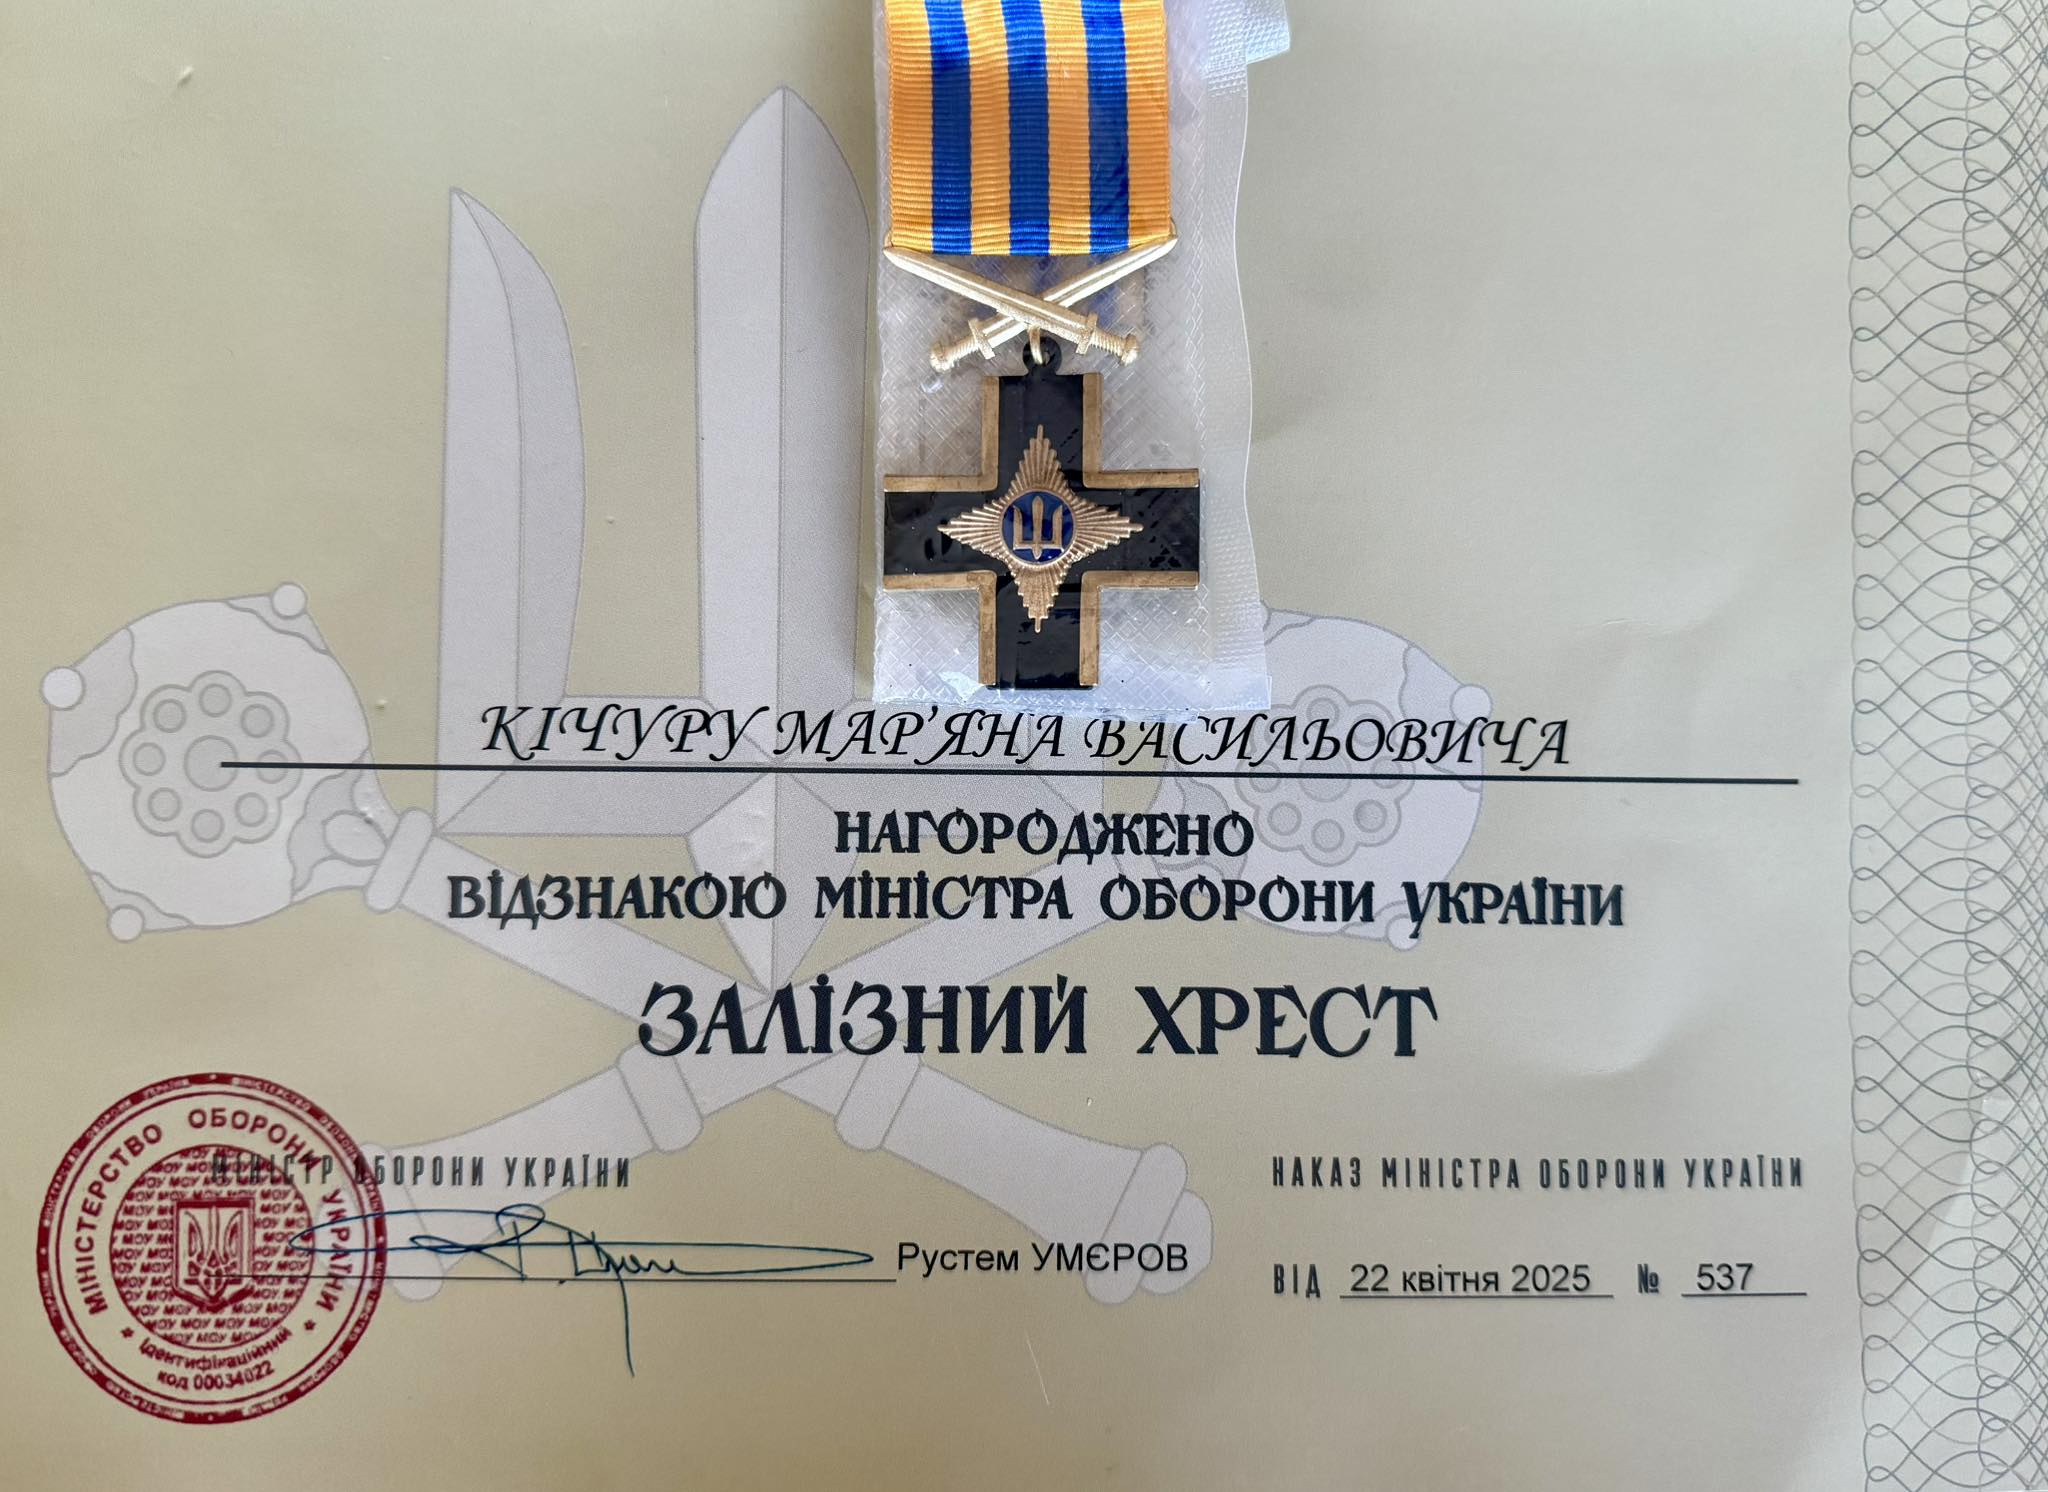 КІЧУРУ МАР'ЯНА ВАСИЛЬОВИЧА
НАГОРОДЖЕНО
ВІДЗНАКОЮ МІНІСТРА ОБОРОНИ УКРАЇНИ
ЗАЛІЗНИЙ ХРЕСТ
МІНІСТР ОБОРОНИ УКРАЇНИ
Рустем УМЄРОВ
НАКАЗ МІНІСТРА ОБОРОНИ УКРАЇНИ
ВІД 22 квітня 2025 № 537
МІНІСТЕРСТВО ОБОРОНИ УКРАЇНИ
Ідентифікаційний
код 00034022